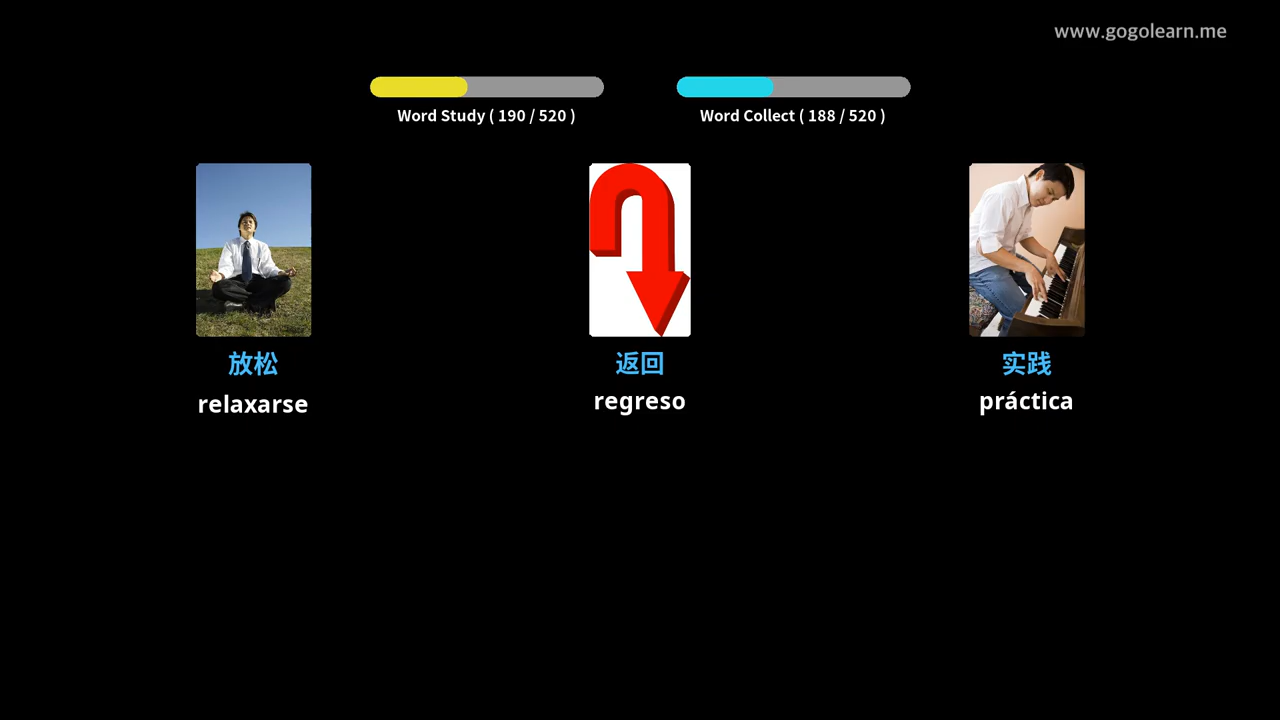 www.gogolearn.me
Word Study ( 190 / 520 )
Word Collect ( 188 / 520 )
放松
返回
实践
relaxarse
regreso
práctica